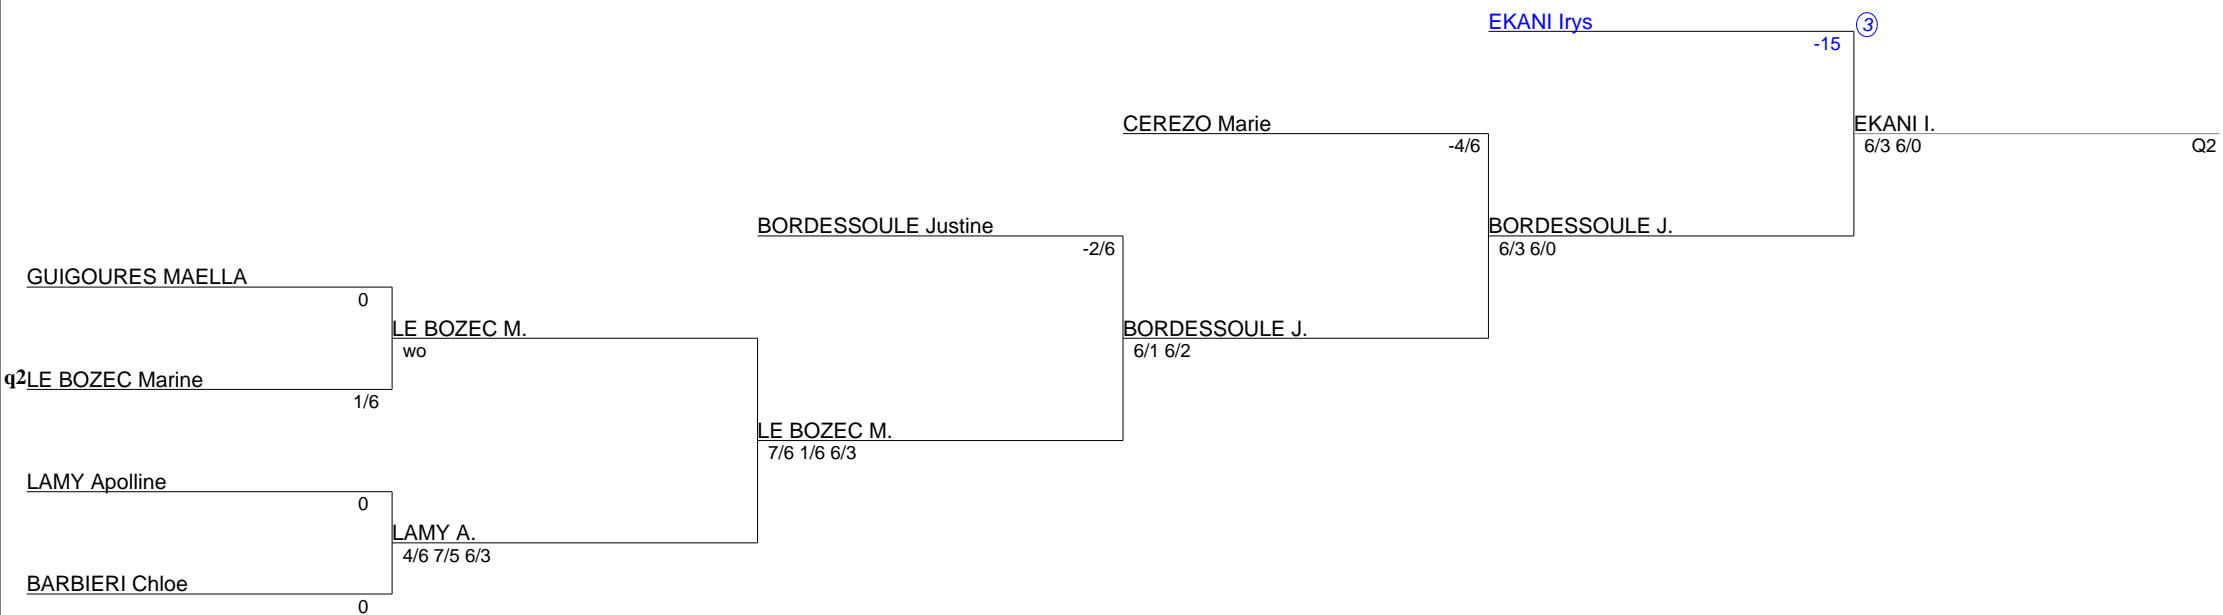 EKANI Irys 3
-15
CEREZO Marie EKANI I.
-4/6 6/3 6/0 Q2
BORDESSOULE Justine BORDESSOULE J.
-2/6 6/3 6/0
GUIGOURES MAELLA
0
LE BOZEC M. BORDESSOULE J.
wo 6/1 6/2
q2 LE BOZEC Marine
1/6
LE BOZEC M.
7/6 1/6 6/3
LAMY Apolline
0
LAMY A.
4/6 7/5 6/3
BARBIERI Chloe
0